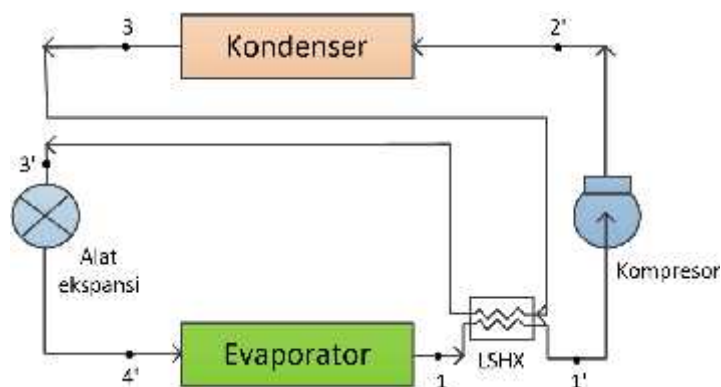 3
Kondenser
2'
3'
Alat
ekspansi
Kompresor
Evaporator
LSHX
4'
1
1'